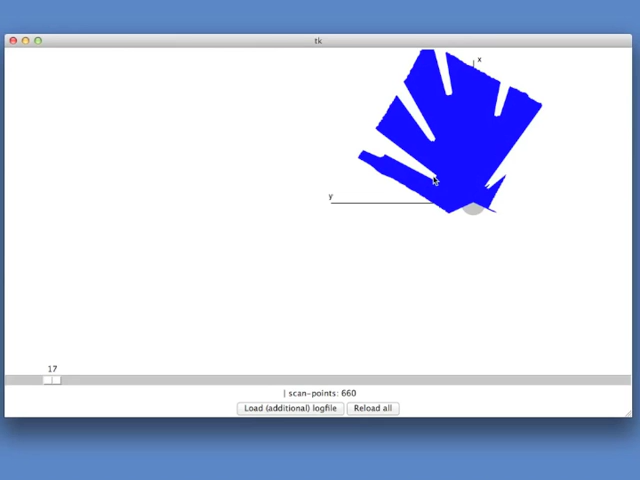 tk
x
y
17
| scan-points: 660
Load (additional) logfile
Reload all